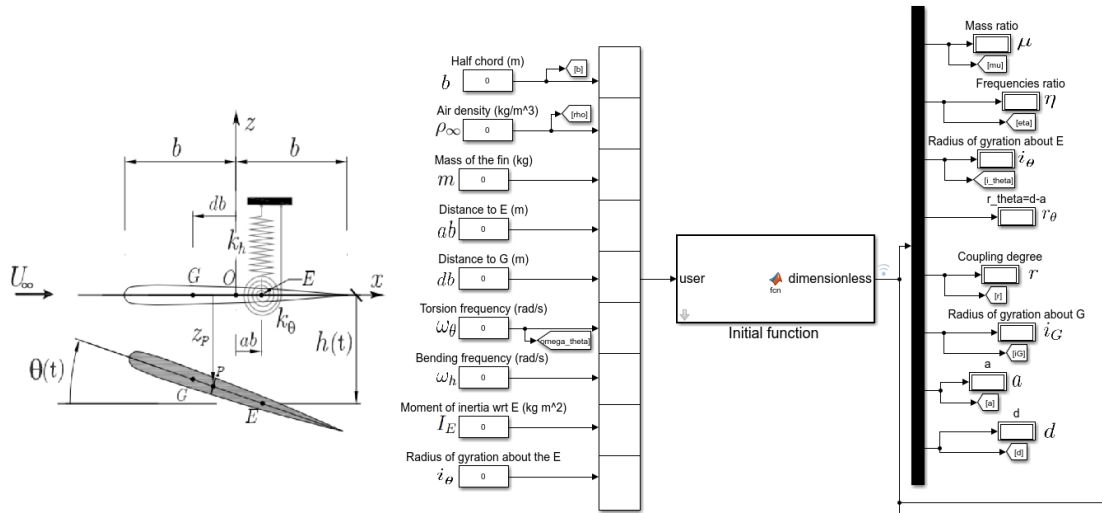 z
b
b
db
k_h
U_∞
G
O
E
x
k_θ
z_P
ab
h(t)
θ(t)
P
G
E
Half chord (m)
b
0
[b]
Air density (kg/m^3)
ρ_∞
0
[rho]
Mass of the fin (kg)
m
0
Distance to E (m)
ab
0
Distance to G (m)
db
0
Torsion frequency (rad/s)
ω_θ
0
omega_theta]
Bending frequency (rad/s)
ω_h
0
Moment of inertia wrt E (kg m^2)
I_E
0
Radius of gyration about the E
i_θ
0
user
fcn
dimensionless
Initial function
Mass ratio
μ
[mu]
Frequencies ratio
η
[eta]
Radius of gyration about E
i_θ
[i_theta]
r_theta=d-a
r_θ
Coupling degree
r
[r]
Radius of gyration about G
i_G
[iG]
a
a
[a]
d
d
[d]